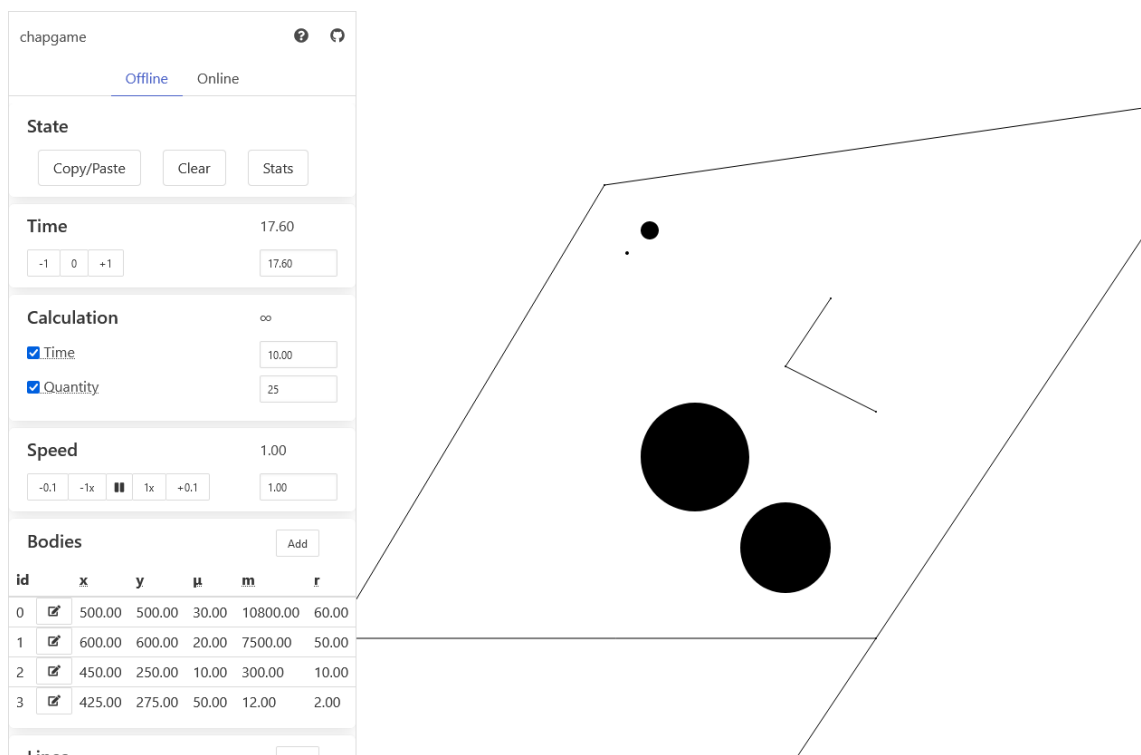 chapgame
Offline Online
State
Copy/Paste Clear Stats
Time 17.60
-1 0 +1 17.60
Calculation ∞
Time 10.00
Quantity 25
Speed 1.00
-0.1 -1x 1x +0.1 1.00
Bodies Add
id x y μ m r
0 500.00 500.00 30.00 10800.00 60.00
1 600.00 600.00 20.00 7500.00 50.00
2 450.00 250.00 10.00 300.00 10.00
3 425.00 275.00 50.00 12.00 2.00